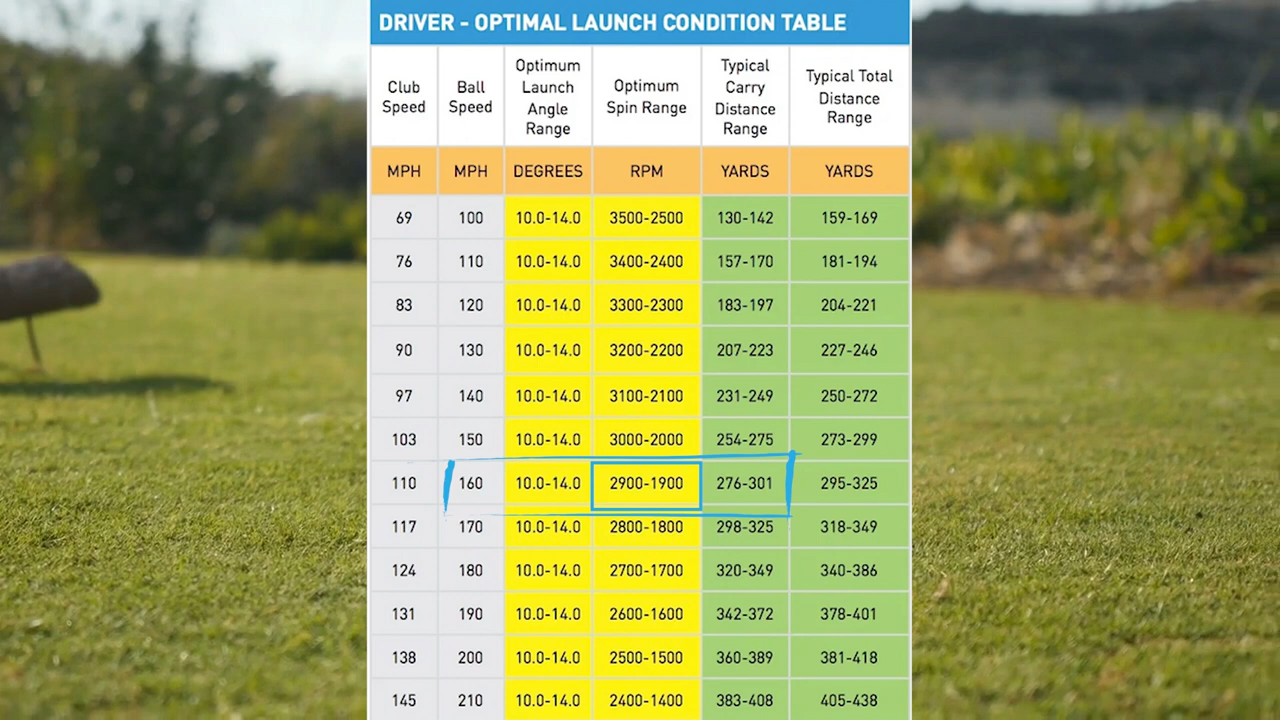 DRIVER - OPTIMAL LAUNCH CONDITION TABLE
Club Speed Ball Speed Optimum Launch Angle Range Optimum Spin Range Typical Carry Distance Range Typical Total Distance Range
MPH MPH DEGREES RPM YARDS YARDS
69 100 10.0-14.0 3500-2500 130-142 159-169
76 110 10.0-14.0 3400-2400 157-170 181-194
83 120 10.0-14.0 3300-2300 183-197 204-221
90 130 10.0-14.0 3200-2200 207-223 227-246
97 140 10.0-14.0 3100-2100 231-249 250-272
103 150 10.0-14.0 3000-2000 254-275 273-299
110 160 10.0-14.0 2900-1900 276-301 295-325
117 170 10.0-14.0 2800-1800 298-325 318-349
124 180 10.0-14.0 2700-1700 320-349 340-386
131 190 10.0-14.0 2600-1600 342-372 378-401
138 200 10.0-14.0 2500-1500 360-389 381-418
145 210 10.0-14.0 2400-1400 383-408 405-438